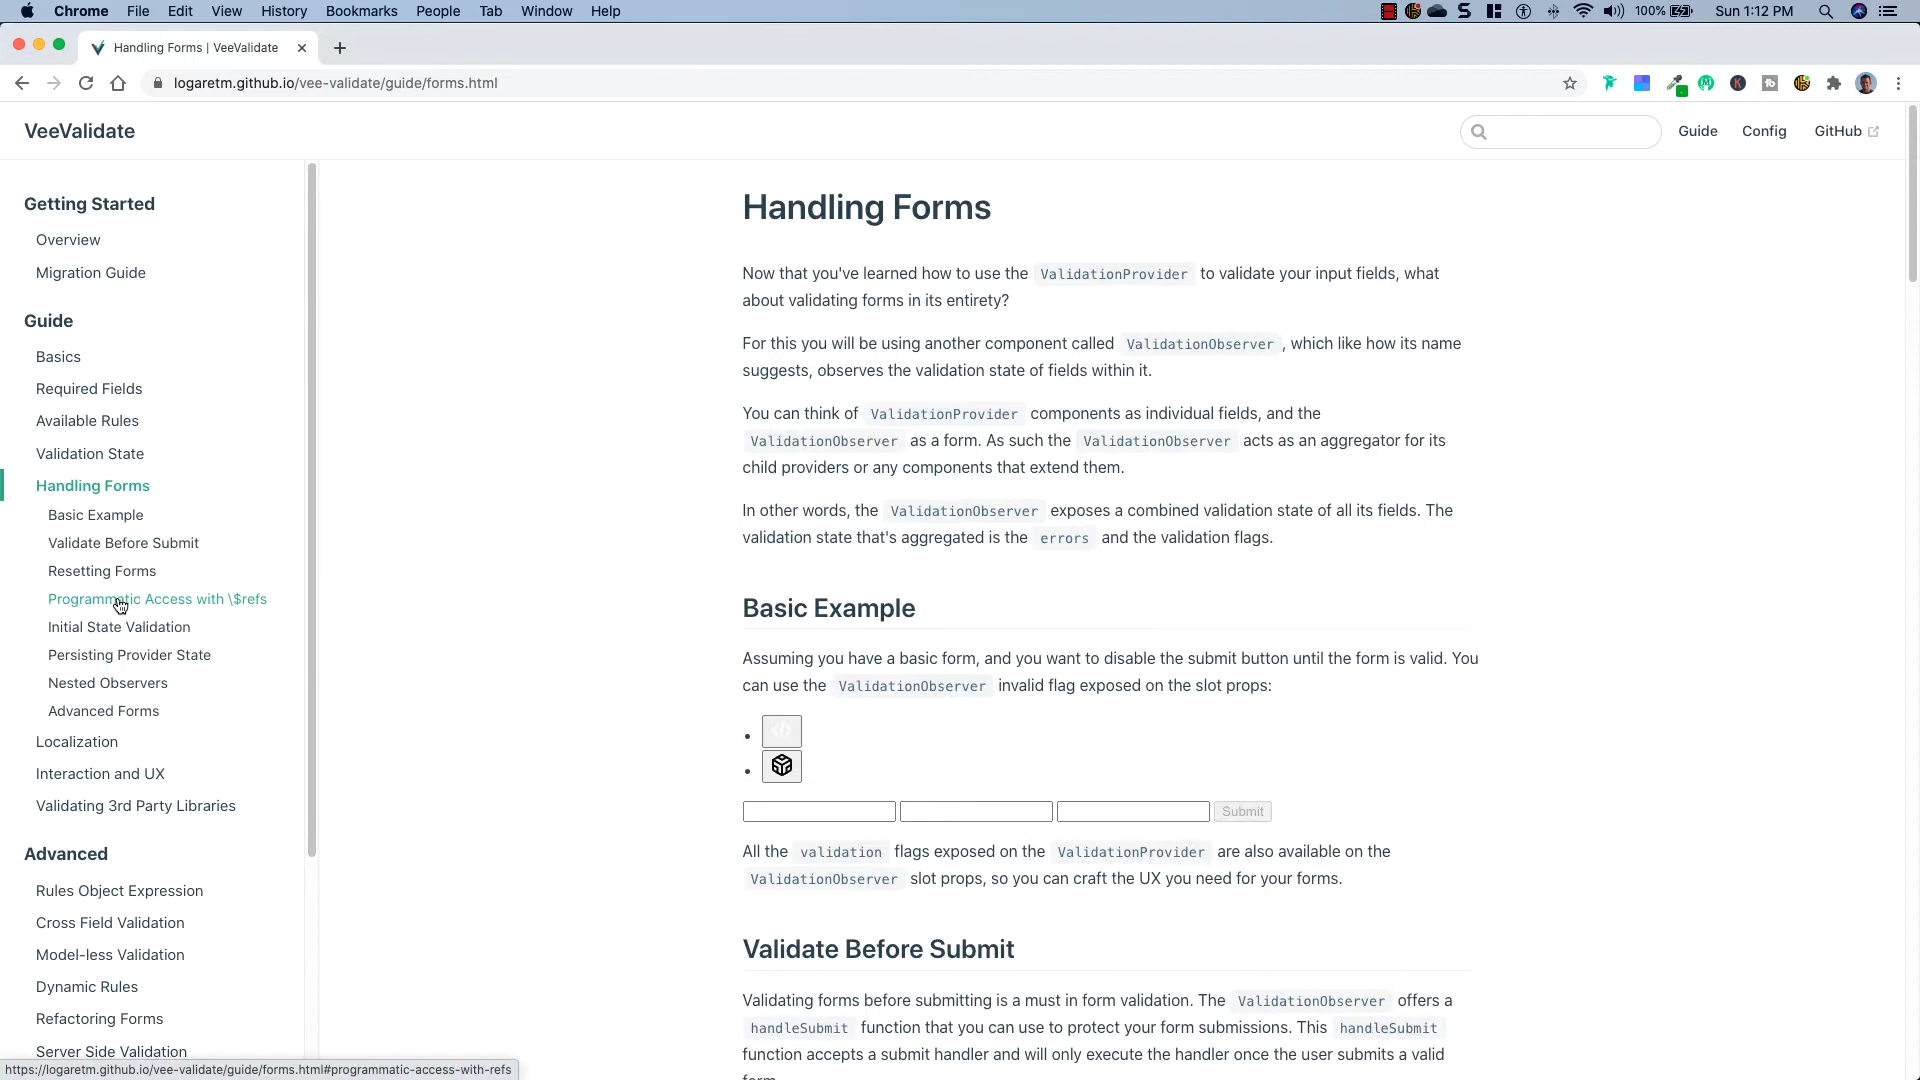 Chrome File Edit View History Bookmarks People Tab Window Help
100% Sun 1:12 PM
Handling Forms | VeeValidate
logaretm.github.io/vee-validate/guide/forms.html
VeeValidate
Guide Config GitHub
Getting Started
Overview
Migration Guide
Guide
Basics
Required Fields
Available Rules
Validation State
Handling Forms
Basic Example
Validate Before Submit
Resetting Forms
Programmatic Access with \$refs
Initial State Validation
Persisting Provider State
Nested Observers
Advanced Forms
Localization
Interaction and UX
Validating 3rd Party Libraries
Advanced
Rules Object Expression
Cross Field Validation
Model-less Validation
Dynamic Rules
Refactoring Forms
Server Side Validation
https://logaretm.github.io/vee-validate/guide/forms.html#programmatic-access-with-refs
Handling Forms
Now that you've learned how to use the ValidationProvider to validate your input fields, what
about validating forms in its entirety?
For this you will be using another component called ValidationObserver, which like how its name
suggests, observes the validation state of fields within it.
You can think of ValidationProvider components as individual fields, and the
ValidationObserver as a form. As such the ValidationObserver acts as an aggregator for its
child providers or any components that extend them.
In other words, the ValidationObserver exposes a combined validation state of all its fields. The
validation state that's aggregated is the errors and the validation flags.
Basic Example
Assuming you have a basic form, and you want to disable the submit button until the form is valid. You
can use the ValidationObserver invalid flag exposed on the slot props:
Submit
All the validation flags exposed on the ValidationProvider are also available on the
ValidationObserver slot props, so you can craft the UX you need for your forms.
Validate Before Submit
Validating forms before submitting is a must in form validation. The ValidationObserver offers a
handleSubmit function that you can use to protect your form submissions. This handleSubmit
function accepts a submit handler and will only execute the handler once the user submits a valid